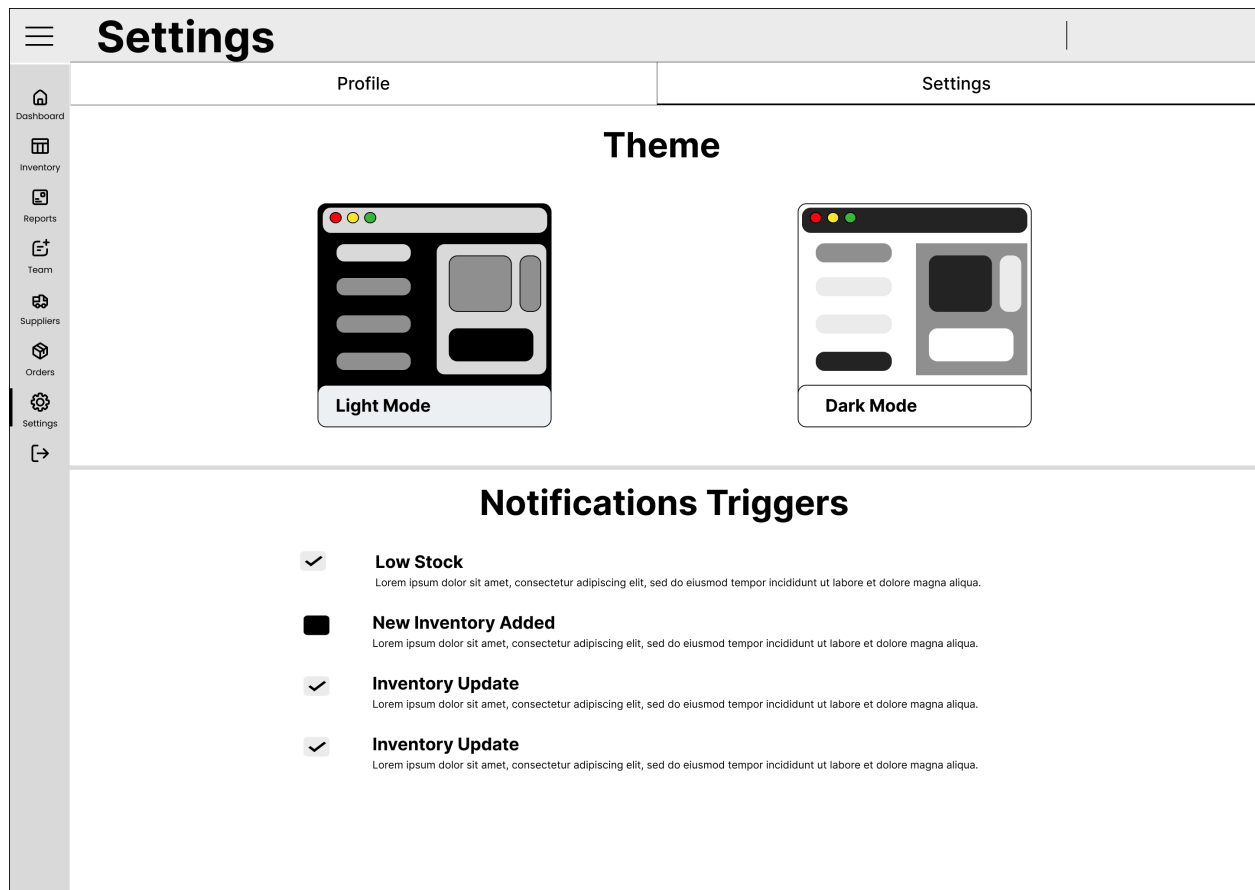 Settings
Profile
Settings
Dashboard
Inventory
Reports
Team
Suppliers
Orders
Settings
Theme
Light Mode
Dark Mode
Notifications Triggers
Low Stock
Lorem ipsum dolor sit amet, consectetur adipiscing elit, sed do eiusmod tempor incididunt ut labore et dolore magna aliqua.
New Inventory Added
Lorem ipsum dolor sit amet, consectetur adipiscing elit, sed do eiusmod tempor incididunt ut labore et dolore magna aliqua.
Inventory Update
Lorem ipsum dolor sit amet, consectetur adipiscing elit, sed do eiusmod tempor incididunt ut labore et dolore magna aliqua.
Inventory Update
Lorem ipsum dolor sit amet, consectetur adipiscing elit, sed do eiusmod tempor incididunt ut labore et dolore magna aliqua.